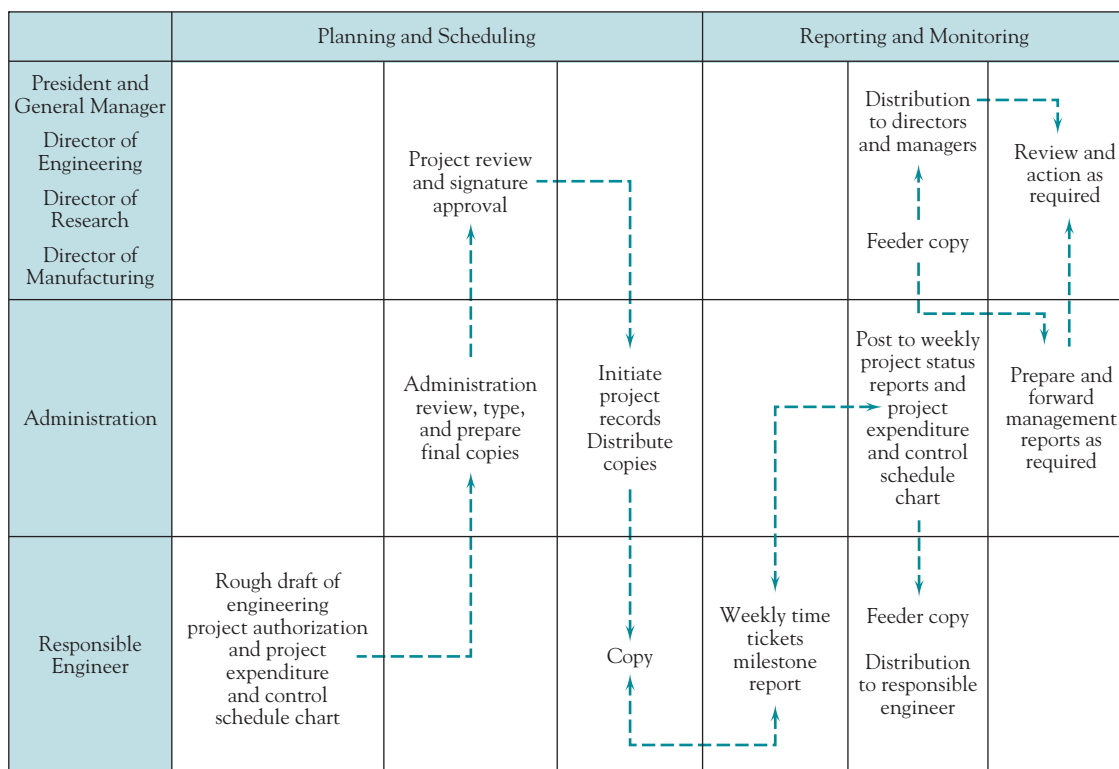 Planning and Scheduling
Reporting and Monitoring
President and
General Manager
Director of
Engineering
Director of
Research
Director of
Manufacturing
Project review
and signature
approval
Distribution
to directors
and managers
Feeder copy
Review and
action as
required
Administration
Administration
review, type,
and prepare
final copies
Initiate
project
records
Distribute
copies
Post to weekly
project status
reports and
project
expenditure
and control
schedule
chart
Prepare and
forward
management
reports as
required
Responsible
Engineer
Rough draft of
engineering
project authorization
and project
expenditure
and control
schedule chart
Copy
Weekly time
tickets
milestone
report
Feeder copy
Distribution
to responsible
engineer